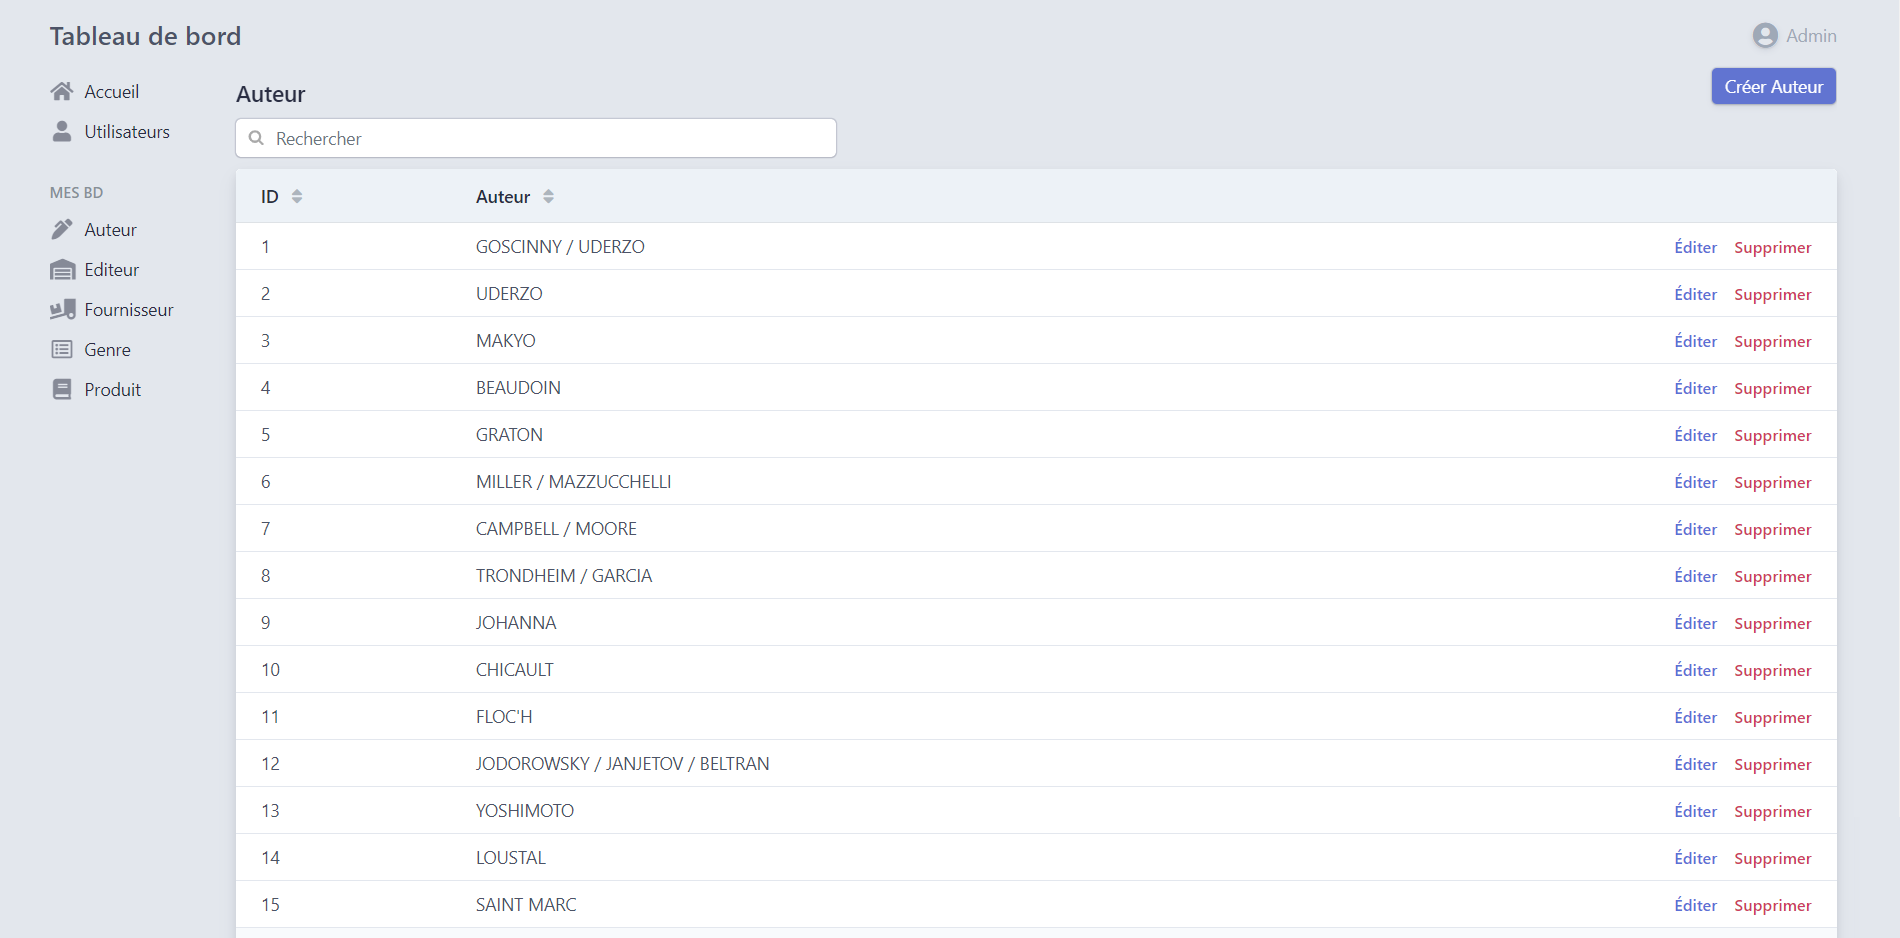 Tableau de bord
Admin
Accueil
Utilisateurs
MES BD
Auteur
Editeur
Fournisseur
Genre
Produit
Auteur
Créer Auteur
Rechercher
ID Auteur
1 GOSCINNY / UDERZO Éditer Supprimer
2 UDERZO Éditer Supprimer
3 MAKYO Éditer Supprimer
4 BEAUDOIN Éditer Supprimer
5 GRATON Éditer Supprimer
6 MILLER / MAZZUCCHELLI Éditer Supprimer
7 CAMPBELL / MOORE Éditer Supprimer
8 TRONDHEIM / GARCIA Éditer Supprimer
9 JOHANNA Éditer Supprimer
10 CHICAULT Éditer Supprimer
11 FLOC'H Éditer Supprimer
12 JODOROWSKY / JANJETOV / BELTRAN Éditer Supprimer
13 YOSHIMOTO Éditer Supprimer
14 LOUSTAL Éditer Supprimer
15 SAINT MARC Éditer Supprimer